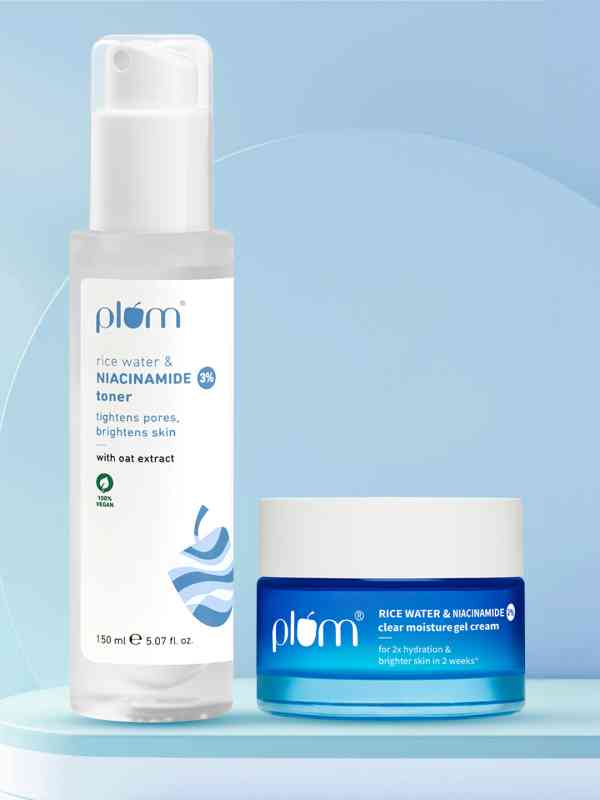 plum®
rice water &
NIACINAMIDE 3%
toner
tightens pores,
brightens skin
with oat extract
100%
VEGAN
150 ml ℮ 5.07 fl. oz.
plum®
RICE WATER & NIACINAMIDE 2%
clear moisture gel cream
for 2x hydration &
brighter skin in 2 weeks^